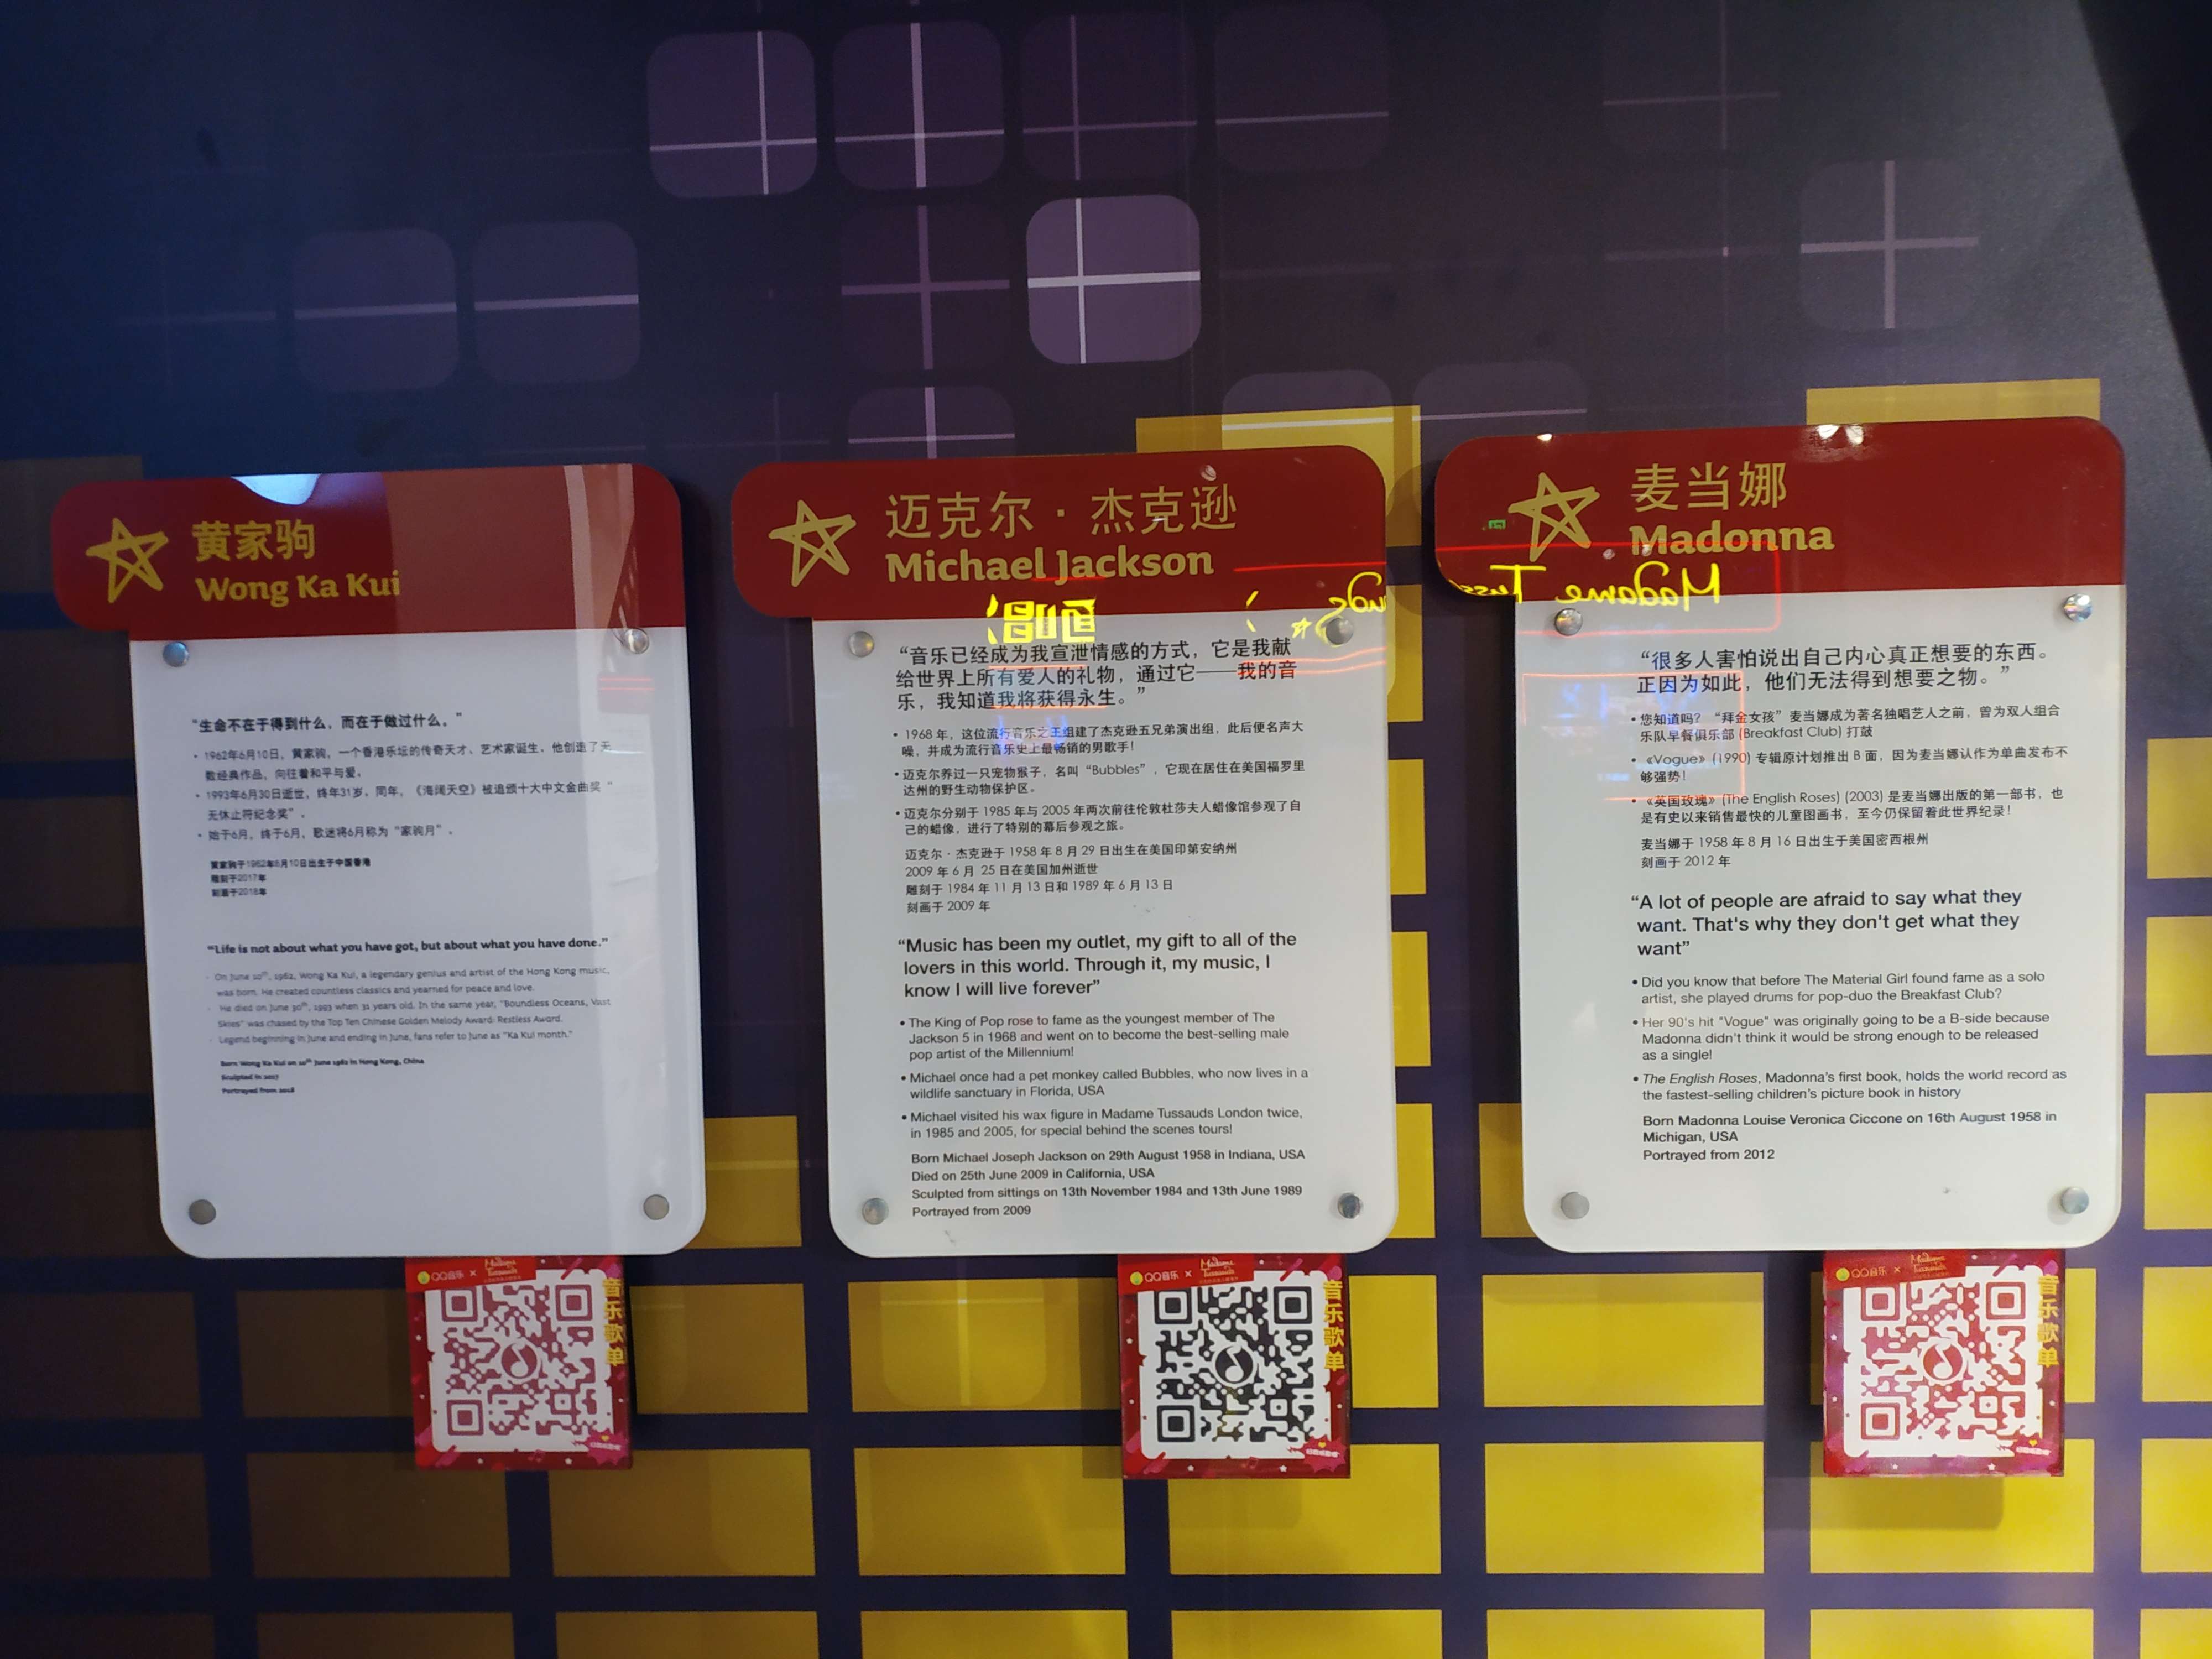 黄家驹
Wong Ka Kui
“生命不在于得到什么，而在于做过什么。”
• 1962年6月10日，黄家驹，一个香港乐坛的传奇天才、艺术家诞生。他创造了无
数经典作品，向往着和平与爱。
• 1993年6月30日逝世，终年31岁。同年，《海阔天空》被追颁十大中文金曲奖“
无休止符纪念奖”。
• 始于6月，终于6月，歌迷将6月称为“家驹月”。
黄家驹于1962年6月10日出生于中国香港
雕刻于2017年
刻画于2018年
“Life is not about what you have got, but about what you have done.”
· On June 10th, 1962, Wong Ka Kui, a legendary genius and artist of the Hong Kong music,
was born. He created countless classics and yearned for peace and love.
· He died on June 30th, 1993 when 31 years old. In the same year, "Boundless Oceans, Vast
Skies" was chased by the Top Ten Chinese Golden Melody Award: Restless Award.
· Legend beginning in June and ending in June, fans refer to June as "Ka Kui month."
Born Wong Ka Kui on 10th June 1962 in Hong Kong, China
Sculpted in 2017
Portrayed from 2018
迈克尔 · 杰克逊
Michael Jackson
“音乐已经成为我宣泄情感的方式，它是我献
给世界上所有爱人的礼物，通过它——我的音
乐，我知道我将获得永生。”
• 1968 年，这位流行音乐之王组建了杰克逊五兄弟演出组，此后便名声大
噪，并成为流行音乐史上最畅销的男歌手！
• 迈克尔养过一只宠物猴子，名叫“Bubbles”，它现在居住在美国福罗里
达州的野生动物保护区。
• 迈克尔分别于 1985 年与 2005 年两次前往伦敦杜莎夫人蜡像馆参观了自
己的蜡像，进行了特别的幕后参观之旅。
迈克尔 · 杰克逊于 1958 年 8 月 29 日出生在美国印第安纳州
2009 年 6 月 25 日在美国加州逝世
雕刻于 1984 年 11 月 13 日和 1989 年 6 月 13 日
刻画于 2009 年
“Music has been my outlet, my gift to all of the
lovers in this world. Through it, my music, I
know I will live forever”
• The King of Pop rose to fame as the youngest member of The
Jackson 5 in 1968 and went on to become the best-selling male
pop artist of the Millennium!
• Michael once had a pet monkey called Bubbles, who now lives in a
wildlife sanctuary in Florida, USA
• Michael visited his wax figure in Madame Tussauds London twice,
in 1985 and 2005, for special behind the scenes tours!
Born Michael Joseph Jackson on 29th August 1958 in Indiana, USA
Died on 25th June 2009 in California, USA
Sculpted from sittings on 13th November 1984 and 13th June 1989
Portrayed from 2009
麦当娜
Madonna
Madame Tuss
“很多人害怕说出自己内心真正想要的东西。
正因为如此，他们无法得到想要之物。”
• 您知道吗？“拜金女孩”麦当娜成为著名独唱艺人之前，曾为双人组合
乐队早餐俱乐部 (Breakfast Club) 打鼓
• 《Vogue》(1990) 专辑原计划推出 B 面，因为麦当娜认作为单曲发布不
够强势！
• 《英国玫瑰》(The English Roses) (2003) 是麦当娜出版的第一部书，也
是有史以来销售最快的儿童图画书，至今仍保留着此世界纪录！
麦当娜于 1958 年 8 月 16 日出生于美国密西根州
刻画于 2012 年
“A lot of people are afraid to say what they
want. That's why they don't get what they
want”
• Did you know that before The Material Girl found fame as a solo
artist, she played drums for pop-duo the Breakfast Club?
• Her 90's hit "Vogue" was originally going to be a B-side because
Madonna didn't think it would be strong enough to be released
as a single!
• The English Roses, Madonna's first book, holds the world record as
the fastest-selling children's picture book in history
Born Madonna Louise Veronica Ciccone on 16th August 1958 in
Michigan, USA
Portrayed from 2012
QQ音乐 × Madame Tussauds
音乐歌单
QQ音乐 × Madame Tussauds
音乐歌单
QQ音乐 × Madame Tussauds
音乐歌单